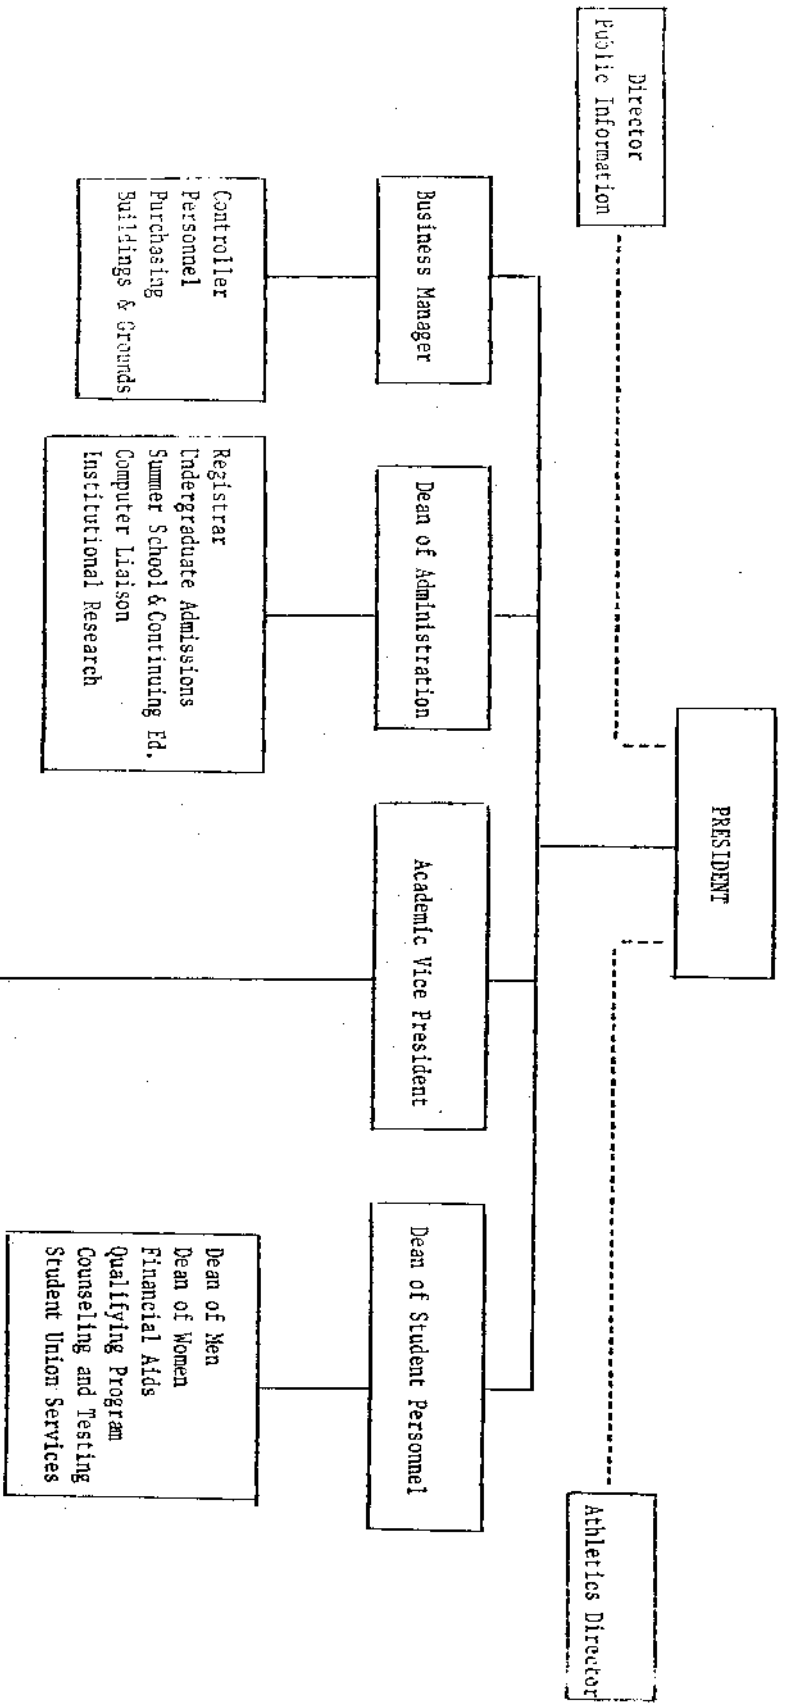 PRESIDENT
Director
Public Information
Athletics Director
Business Manager
Dean of Administration
Academic Vice President
Dean of Student Personnel
Controller
Personnel
Purchasing
Buildings & Grounds
Registrar
Undergraduate Admissions
Summer School & Continuing Ed.
Computer Liaison
Institutional Research
Dean of Men
Dean of Women
Financial Aids
Qualifying Program
Counseling and Testing
Student Union Services